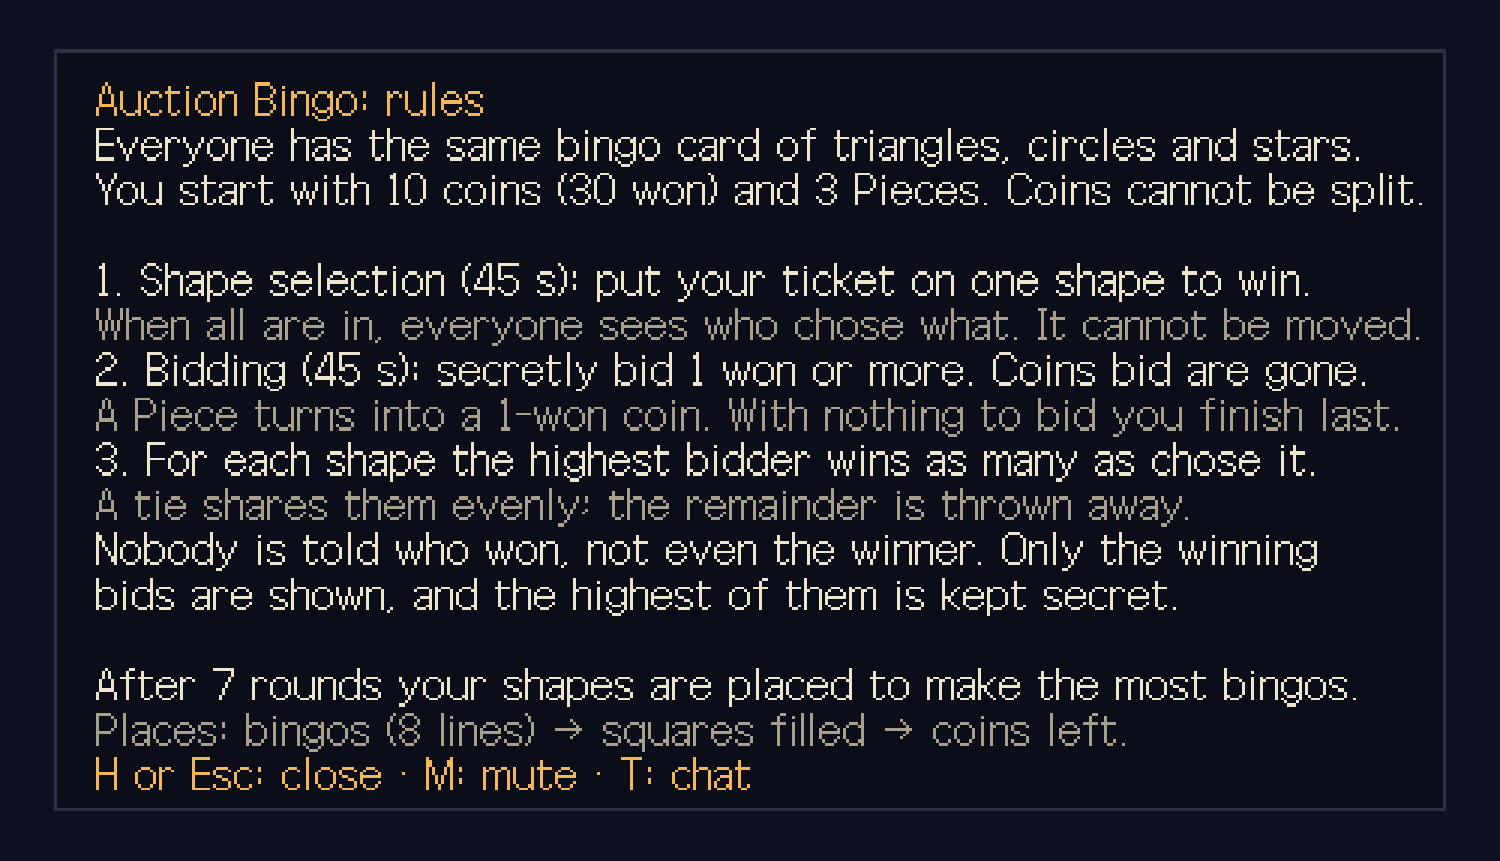 Auction Bingo: rules
Everyone has the same bingo card of triangles, circles and stars.
You start with 10 coins (30 won) and 3 Pieces. Coins cannot be split.
1. Shape selection (45 s): put your ticket on one shape to win.
When all are in, everyone sees who chose what. It cannot be moved.
2. Bidding (45 s): secretly bid 1 won or more. Coins bid are gone.
A Piece turns into a 1-won coin. With nothing to bid you finish last.
3. For each shape the highest bidder wins as many as chose it.
A tie shares them evenly; the remainder is thrown away.
Nobody is told who won, not even the winner. Only the winning
bids are shown, and the highest of them is kept secret.
After 7 rounds your shapes are placed to make the most bingos.
Places: bingos (8 lines) → squares filled → coins left.
H or Esc: close · M: mute · T: chat